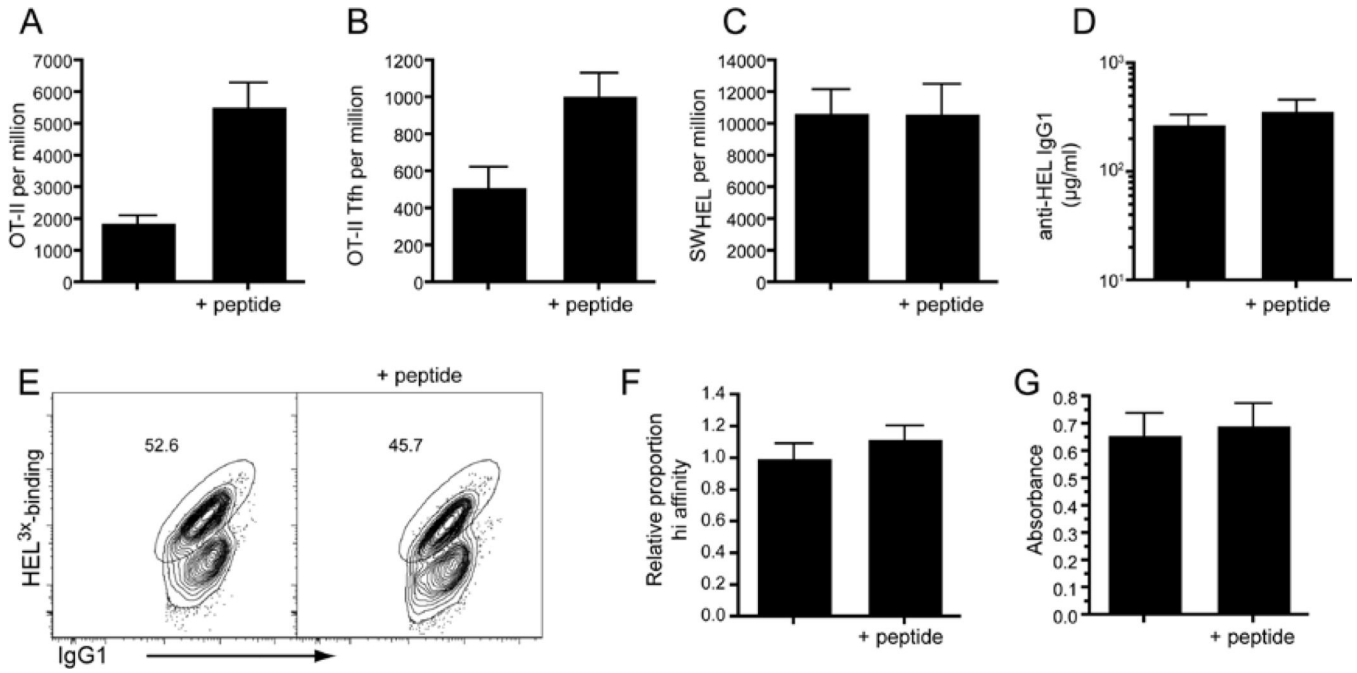 A
OT-II per million
7000
6000
5000
4000
3000
2000
1000
0
+ peptide
B
OT-II Tfh per million
1200
1000
800
600
400
200
0
+ peptide
C
SWHEL per million
14000
12000
10000
8000
6000
4000
2000
0
+ peptide
D
anti-HEL IgG1
(µg/ml)
10³
10²
10¹
+ peptide
E
+ peptide
HEL³ˣ-binding
52.6
45.7
IgG1
F
Relative proportion
hi affinity
1.4
1.2
1.0
0.8
0.6
0.4
0.2
0.0
+ peptide
G
Absorbance
0.8
0.7
0.6
0.5
0.4
0.3
0.2
0.1
0.0
+ peptide